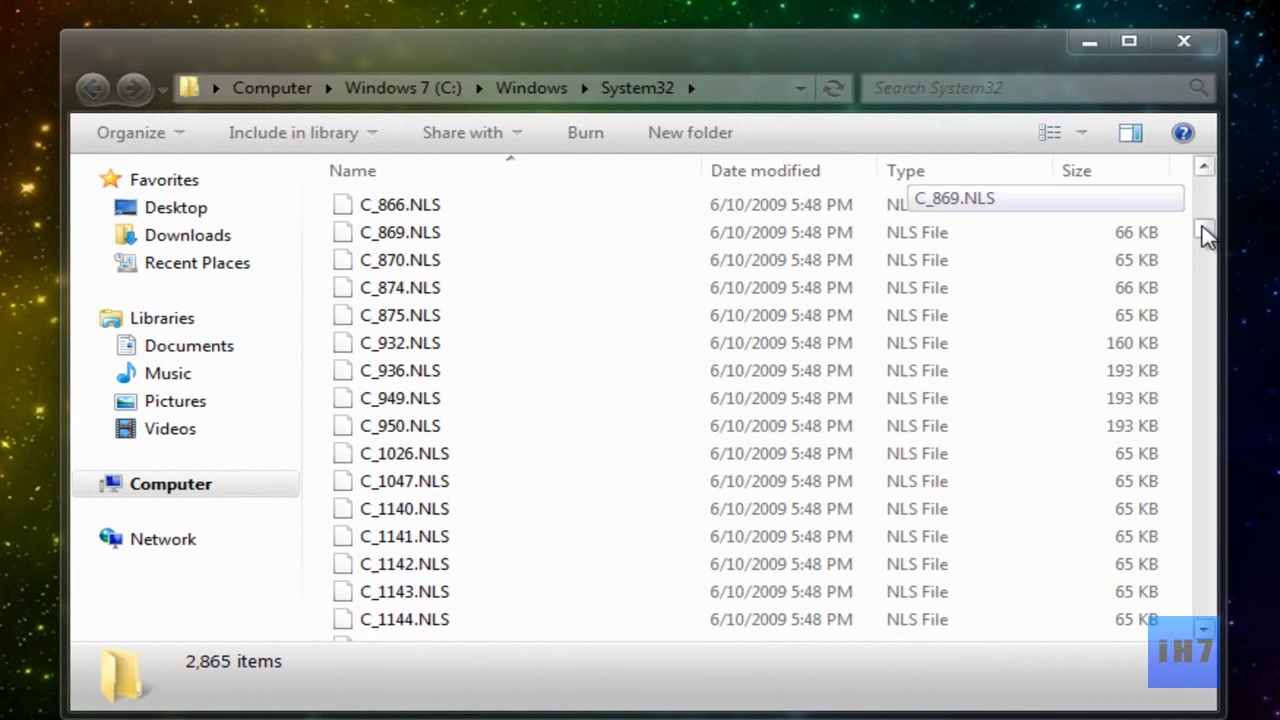 Computer ▸ Windows 7 (C:) ▸ Windows ▸ System32 ▸
Search System32
Organize Include in library Share with Burn New folder
Favorites
Desktop
Downloads
Recent Places
Libraries
Documents
Music
Pictures
Videos
Computer
Network
Name Date modified Type Size
C_866.NLS 6/10/2009 5:48 PM
C_869.NLS
C_869.NLS 6/10/2009 5:48 PM NLS File 66 KB
C_870.NLS 6/10/2009 5:48 PM NLS File 65 KB
C_874.NLS 6/10/2009 5:48 PM NLS File 66 KB
C_875.NLS 6/10/2009 5:48 PM NLS File 65 KB
C_932.NLS 6/10/2009 5:48 PM NLS File 160 KB
C_936.NLS 6/10/2009 5:48 PM NLS File 193 KB
C_949.NLS 6/10/2009 5:48 PM NLS File 193 KB
C_950.NLS 6/10/2009 5:48 PM NLS File 193 KB
C_1026.NLS 6/10/2009 5:48 PM NLS File 65 KB
C_1047.NLS 6/10/2009 5:48 PM NLS File 65 KB
C_1140.NLS 6/10/2009 5:48 PM NLS File 65 KB
C_1141.NLS 6/10/2009 5:48 PM NLS File 65 KB
C_1142.NLS 6/10/2009 5:48 PM NLS File 65 KB
C_1143.NLS 6/10/2009 5:48 PM NLS File 65 KB
C_1144.NLS 6/10/2009 5:48 PM NLS File 65 KB
2,865 items
iH7